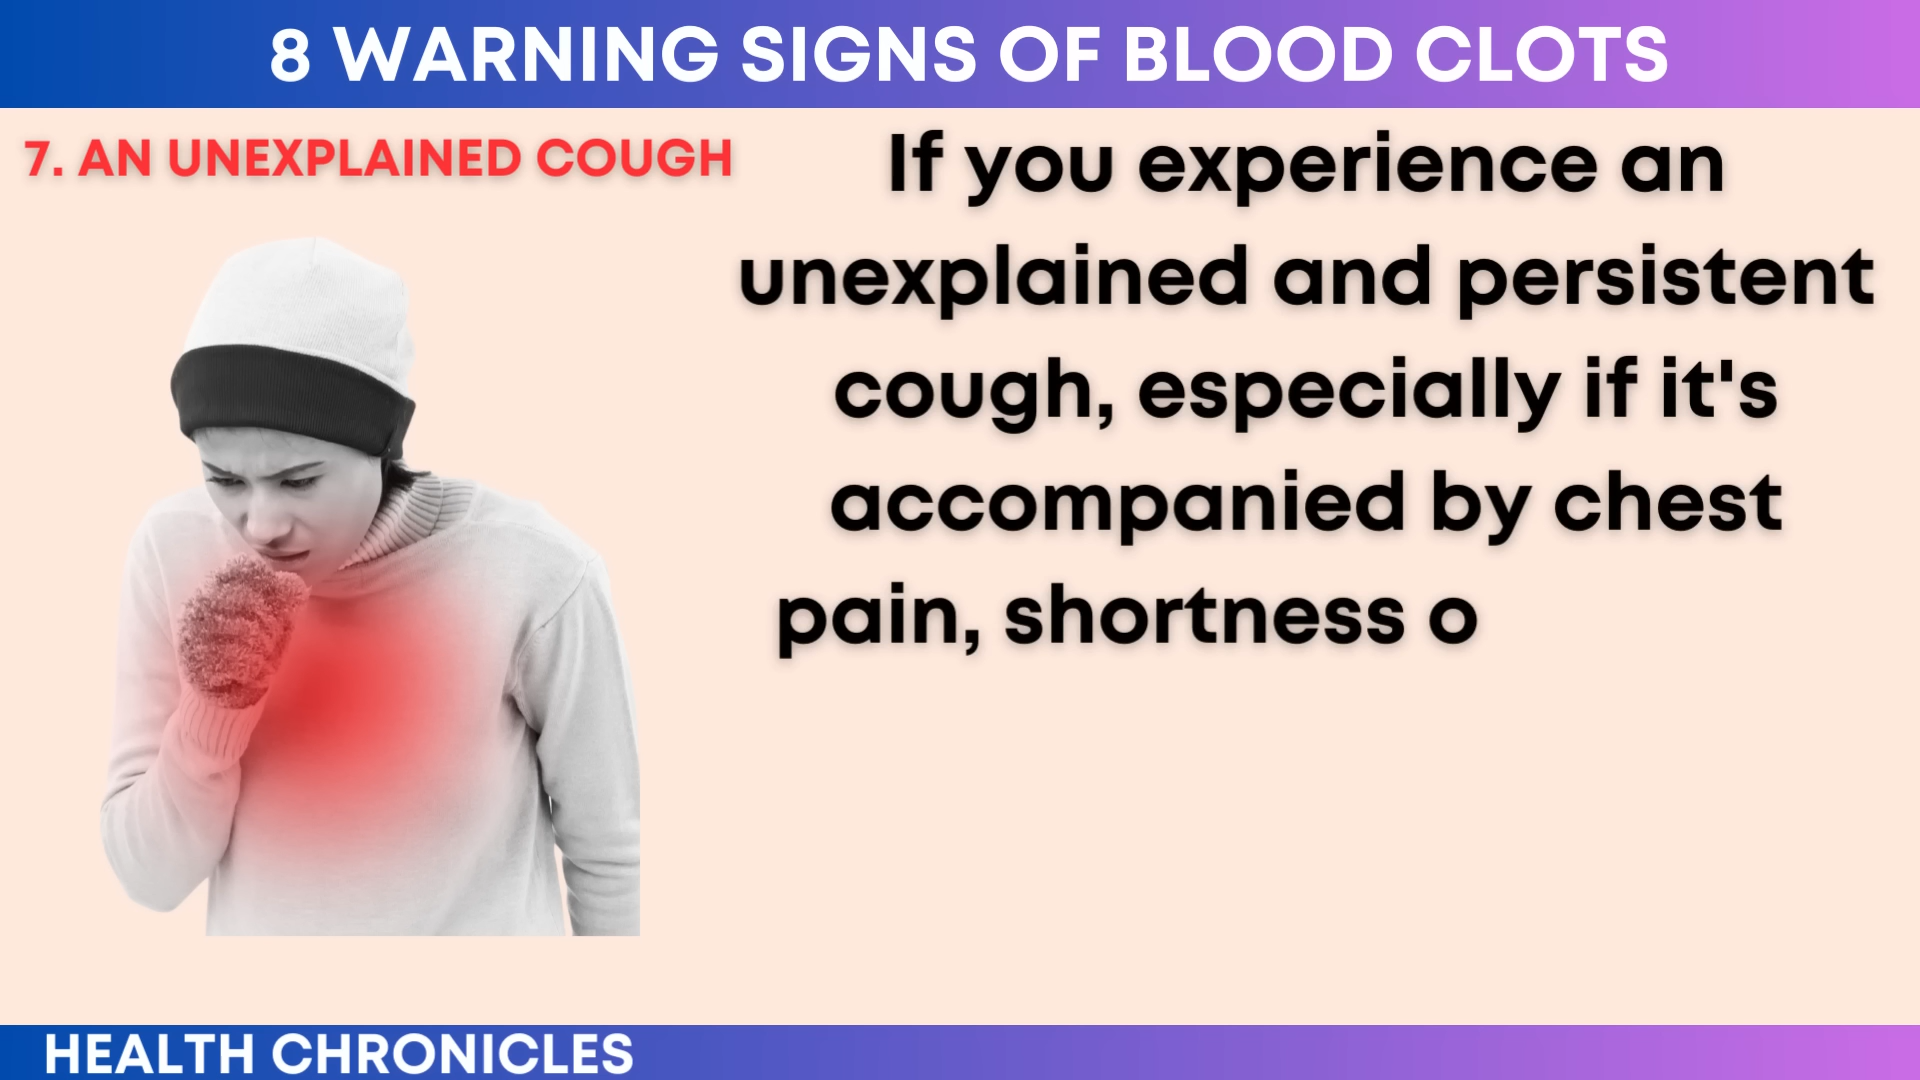 8 WARNING SIGNS OF BLOOD CLOTS
7. AN UNEXPLAINED COUGH
If you experience an
unexplained and persistent
cough, especially if it's
accompanied by chest
pain, shortness o
HEALTH CHRONICLES